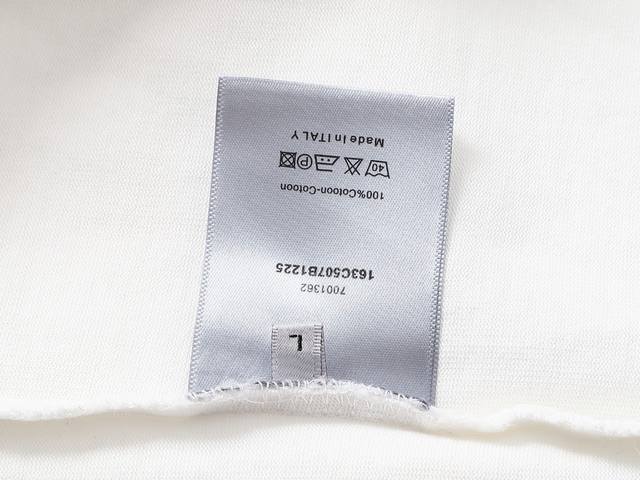 L
7001362
163C507B1225
100%Cotoon-Cotoon
40 P
Made In ITALY